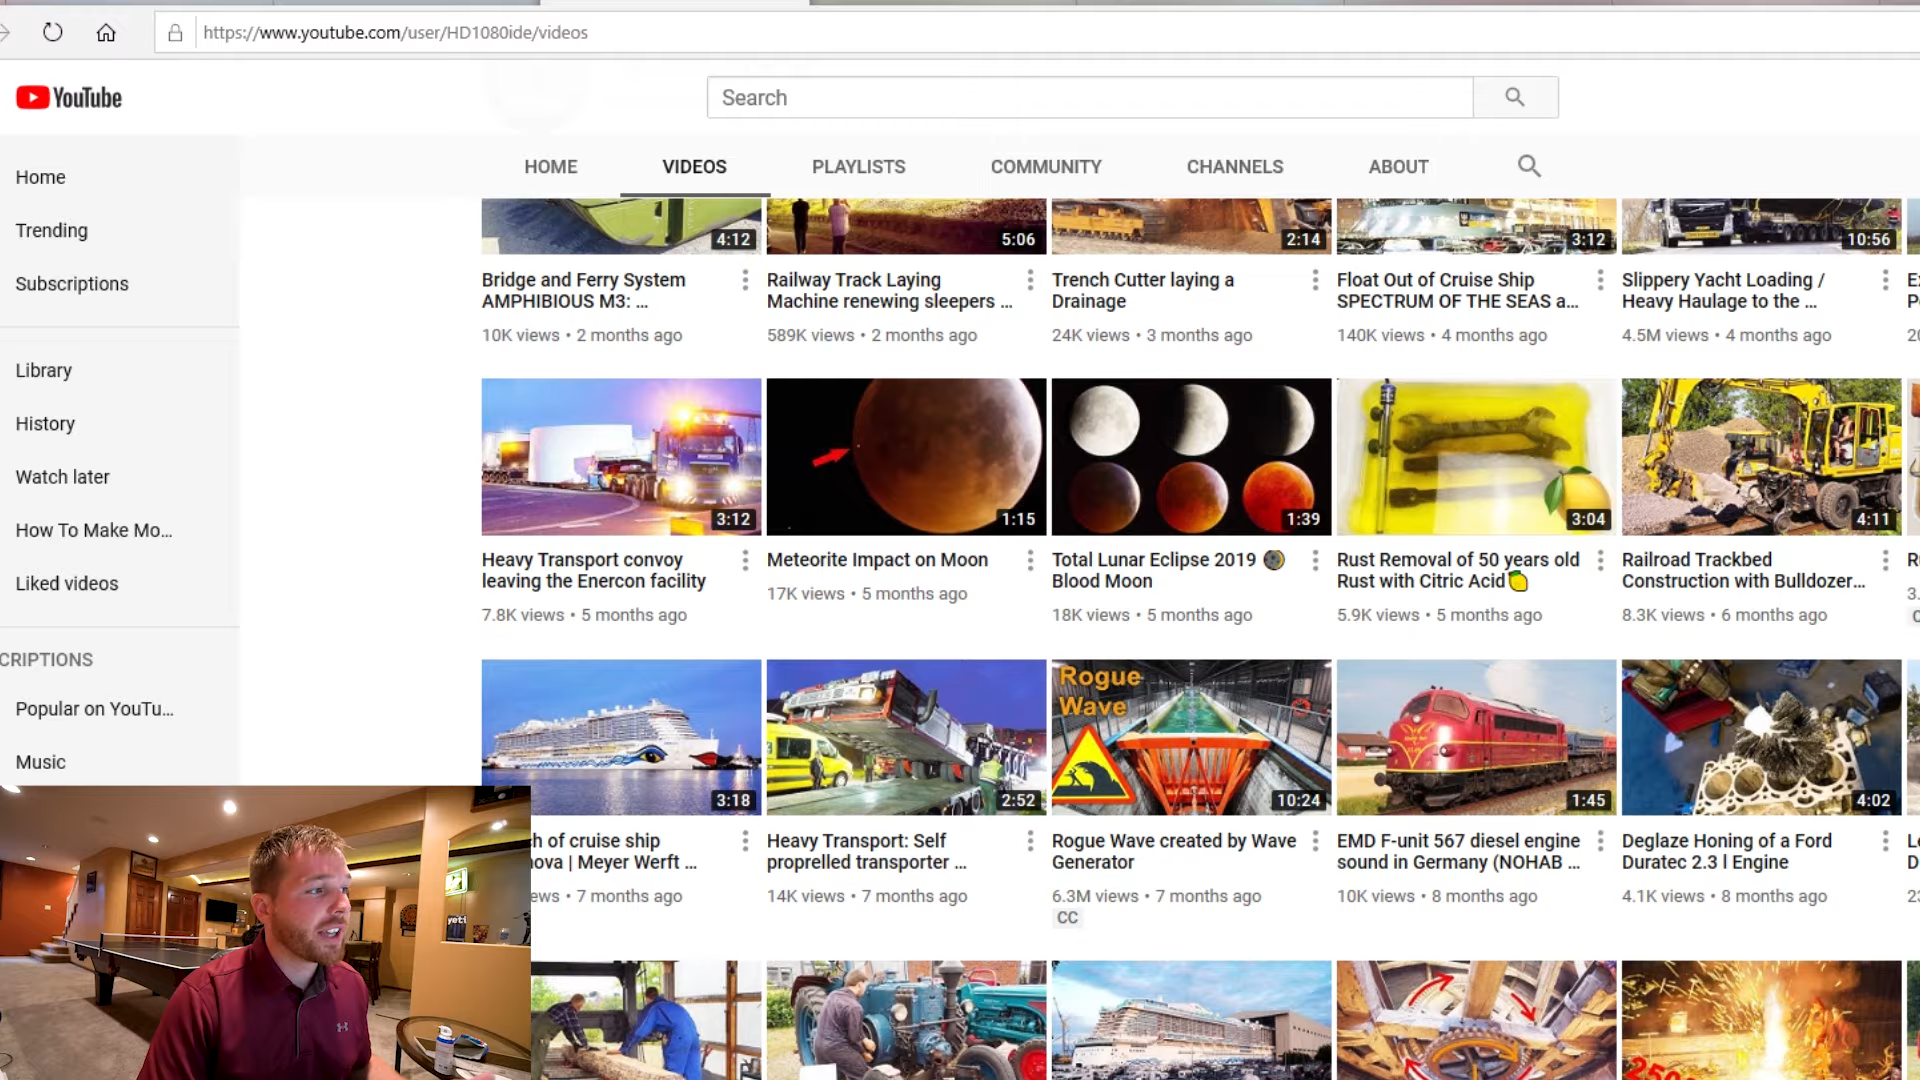 https://www.youtube.com/user/HD1080ide/videos
YouTube
Search
HOME
VIDEOS
PLAYLISTS
COMMUNITY
CHANNELS
ABOUT
Home
Trending
Subscriptions
Library
History
Watch later
How To Make Mo...
Liked videos
CRIPTIONS
Popular on YouTu...
Music
4:12
5:06
2:14
3:12
10:56
Bridge and Ferry System
AMPHIBIOUS M3: ...
10K views • 2 months ago
Railway Track Laying
Machine renewing sleepers ...
589K views • 2 months ago
Trench Cutter laying a
Drainage
24K views • 3 months ago
Float Out of Cruise Ship
SPECTRUM OF THE SEAS a...
140K views • 4 months ago
Slippery Yacht Loading /
Heavy Haulage to the ...
4.5M views • 4 months ago
3:12
1:15
1:39
3:04
4:11
Heavy Transport convoy
leaving the Enercon facility
7.8K views • 5 months ago
Meteorite Impact on Moon
17K views • 5 months ago
Total Lunar Eclipse 2019 🌘
Blood Moon
18K views • 5 months ago
Rust Removal of 50 years old
Rust with Citric Acid🍋
5.9K views • 5 months ago
Railroad Trackbed
Construction with Bulldozer...
8.3K views • 6 months ago
Rogue
Wave
3:18
2:52
10:24
1:45
4:02
h of cruise ship
nova | Meyer Werft ...
ews • 7 months ago
Heavy Transport: Self
proprelled transporter ...
14K views • 7 months ago
Rogue Wave created by Wave
Generator
6.3M views • 7 months ago
CC
EMD F-unit 567 diesel engine
sound in Germany (NOHAB ...
10K views • 8 months ago
Deglaze Honing of a Ford
Duratec 2.3 l Engine
4.1K views • 8 months ago
yeti